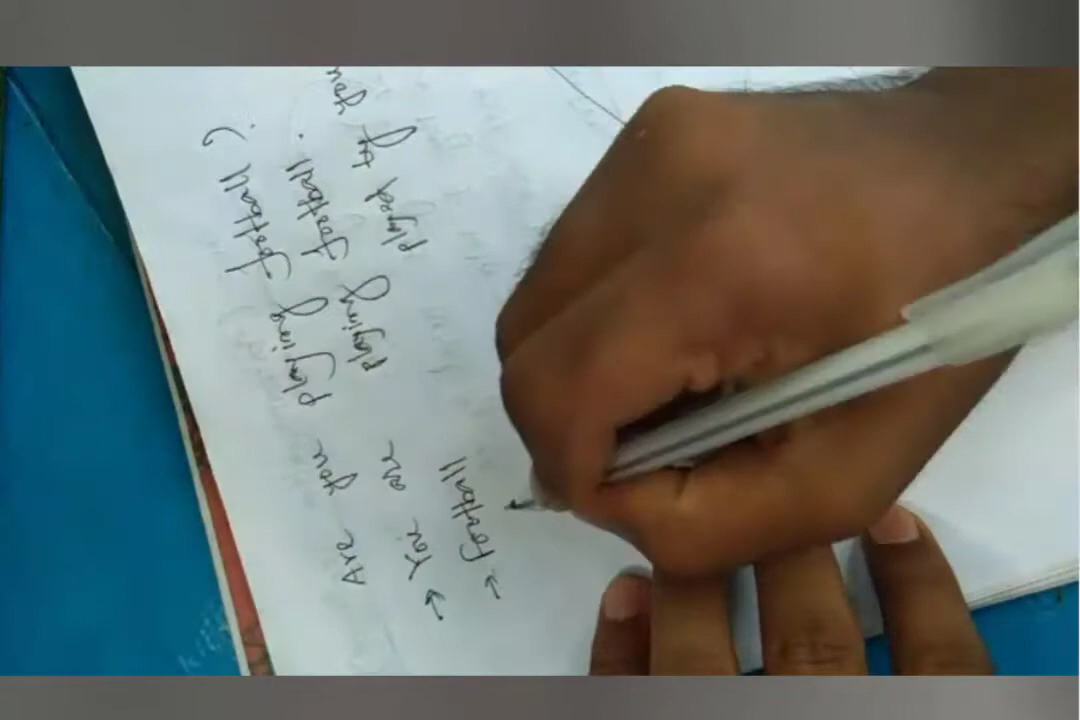 Are you playing football ?
→ You are playing football .
→ Football played by you